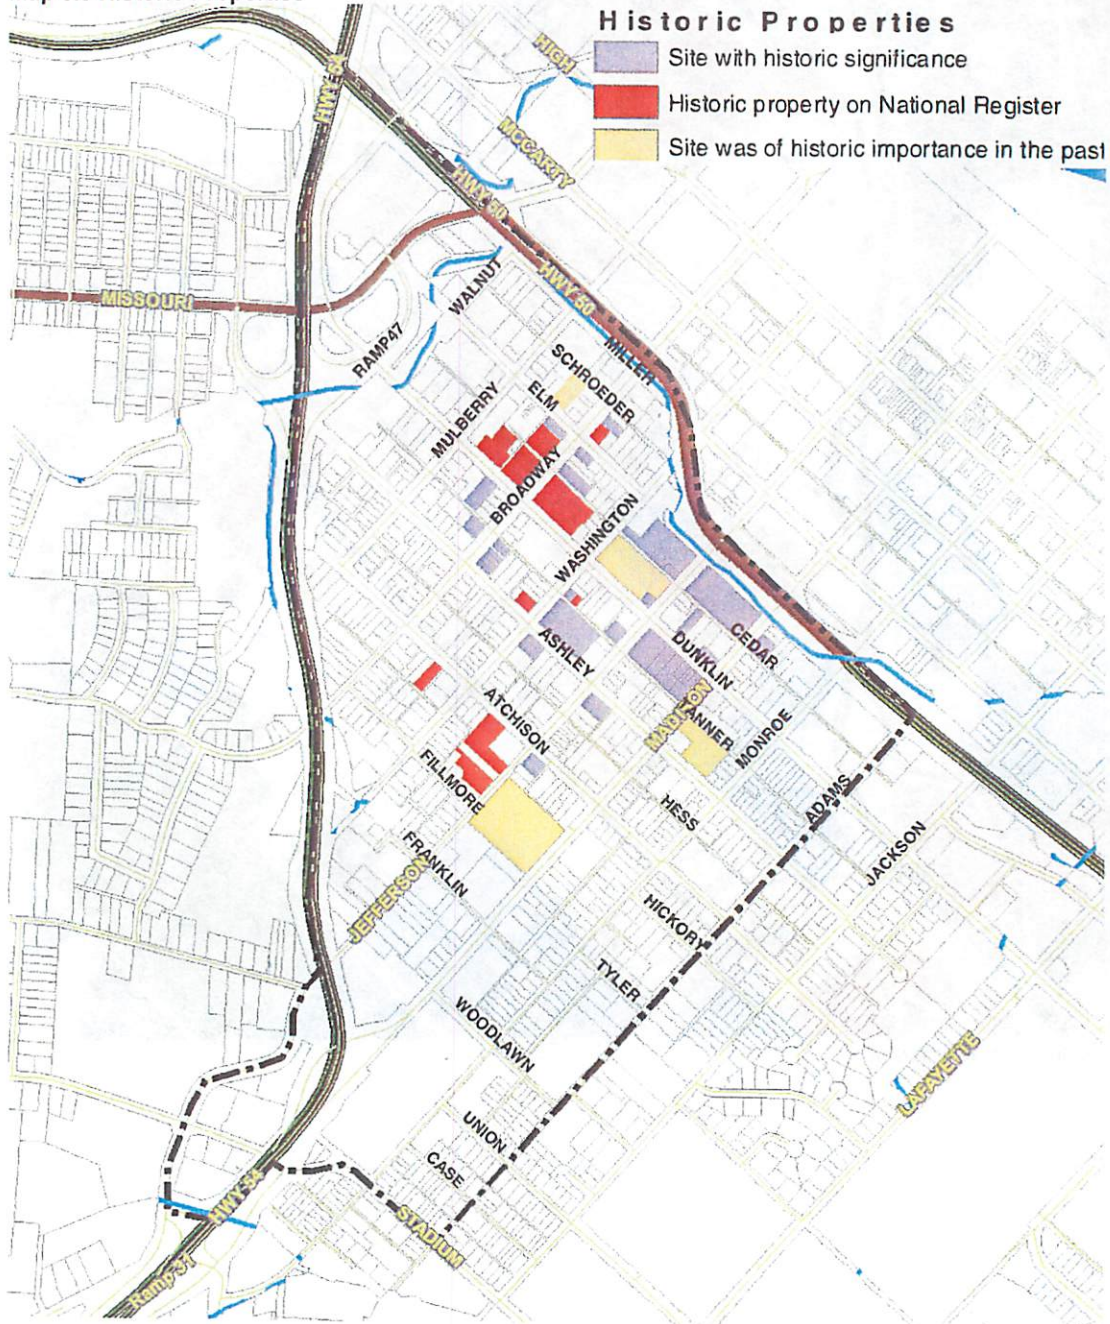 Historic Properties
Site with historic significance
Historic property on National Register
Site was of historic importance in the past
HIGH
HWY 54
MCCARTY
HWY 50
WALNUT
HWY 50
MISSOURI
RAMP47
MILLER
SCHROEDER
ELM
MULBERRY
BROADWAY
WASHINGTON
CEDAR
DUNKLIN
ASHLEY
MADISON
TANNER
MONROE
ATCHISON
FILLMORE
HESS
ADAMS
JACKSON
FRANKLIN
JEFFERSON
HICKORY
TYLER
WOODLAWN
LAFAYETTE
UNION
CASE
HWY 54
STADIUM